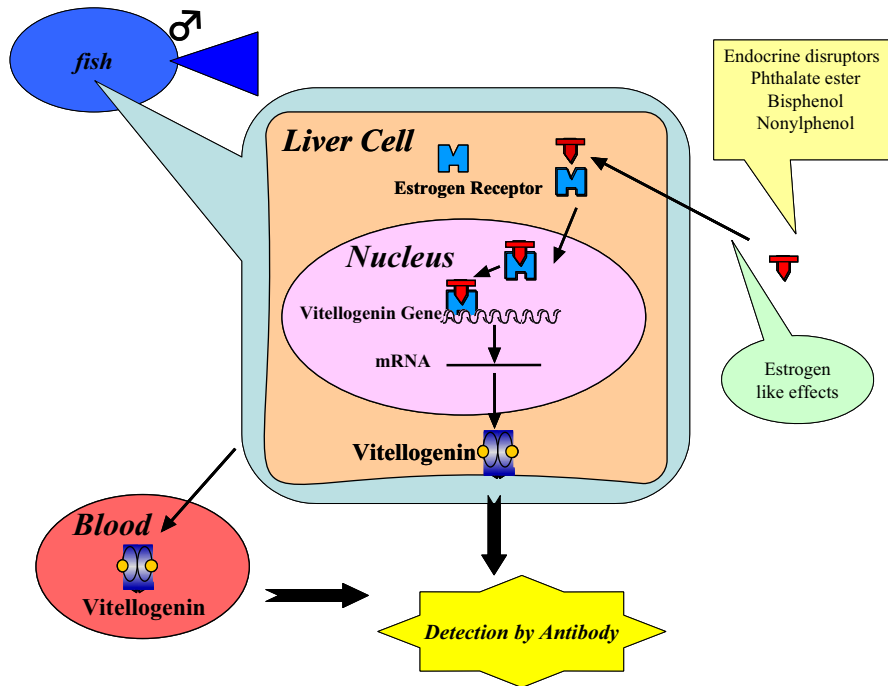 ♂
fish
Endocrine disruptors
Phthalate ester
Bisphenol
Nonylphenol
Liver Cell
Estrogen Receptor
Nucleus
Vitellogenin Gene
mRNA
Estrogen
like effects
Vitellogenin
Blood
Vitellogenin
Detection by Antibody